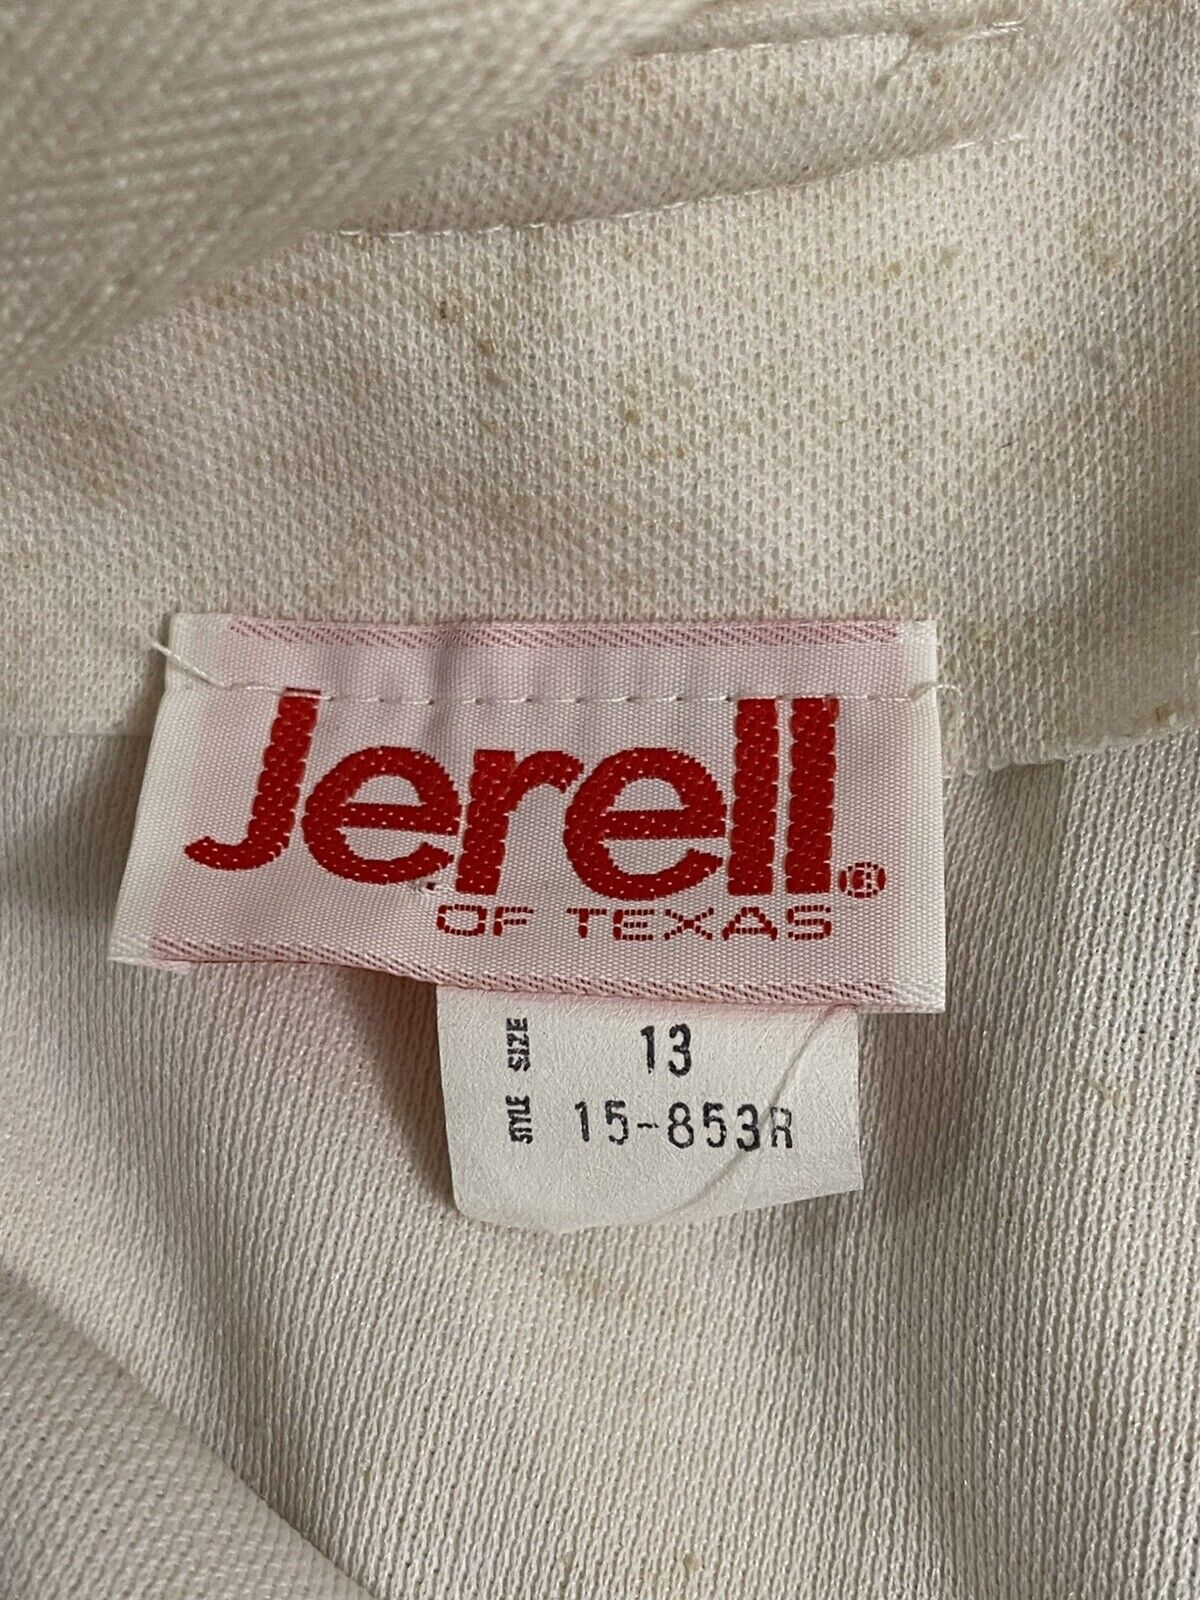 Jerell®
OF TEXAS
SIZE 13
STYLE 15-853R